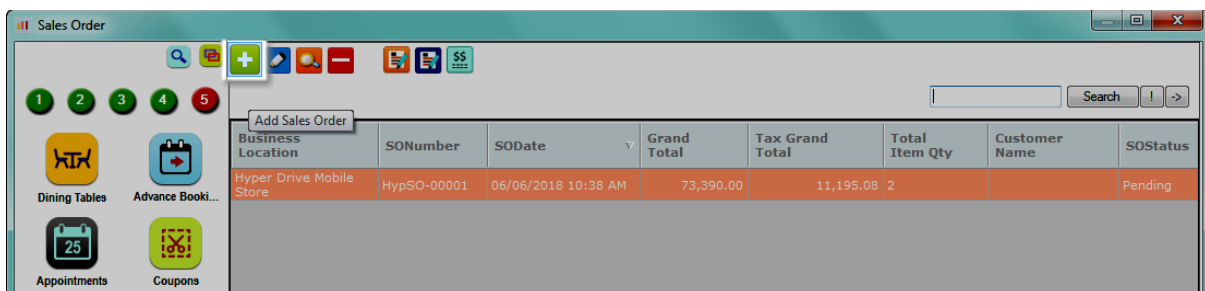 Sales Order
$$
1 2 3 4 5
Search ! ->
Add Sales Order
Business
Location
SONumber
SODate
Grand
Total
Tax Grand
Total
Total
Item Qty
Customer
Name
SOStatus
Hyper Drive Mobile
Store
HypSO-00001
06/06/2018 10:38 AM
73,390.00
11,195.08
2
Pending
Dining Tables
Advance Booki...
25
Appointments
Coupons